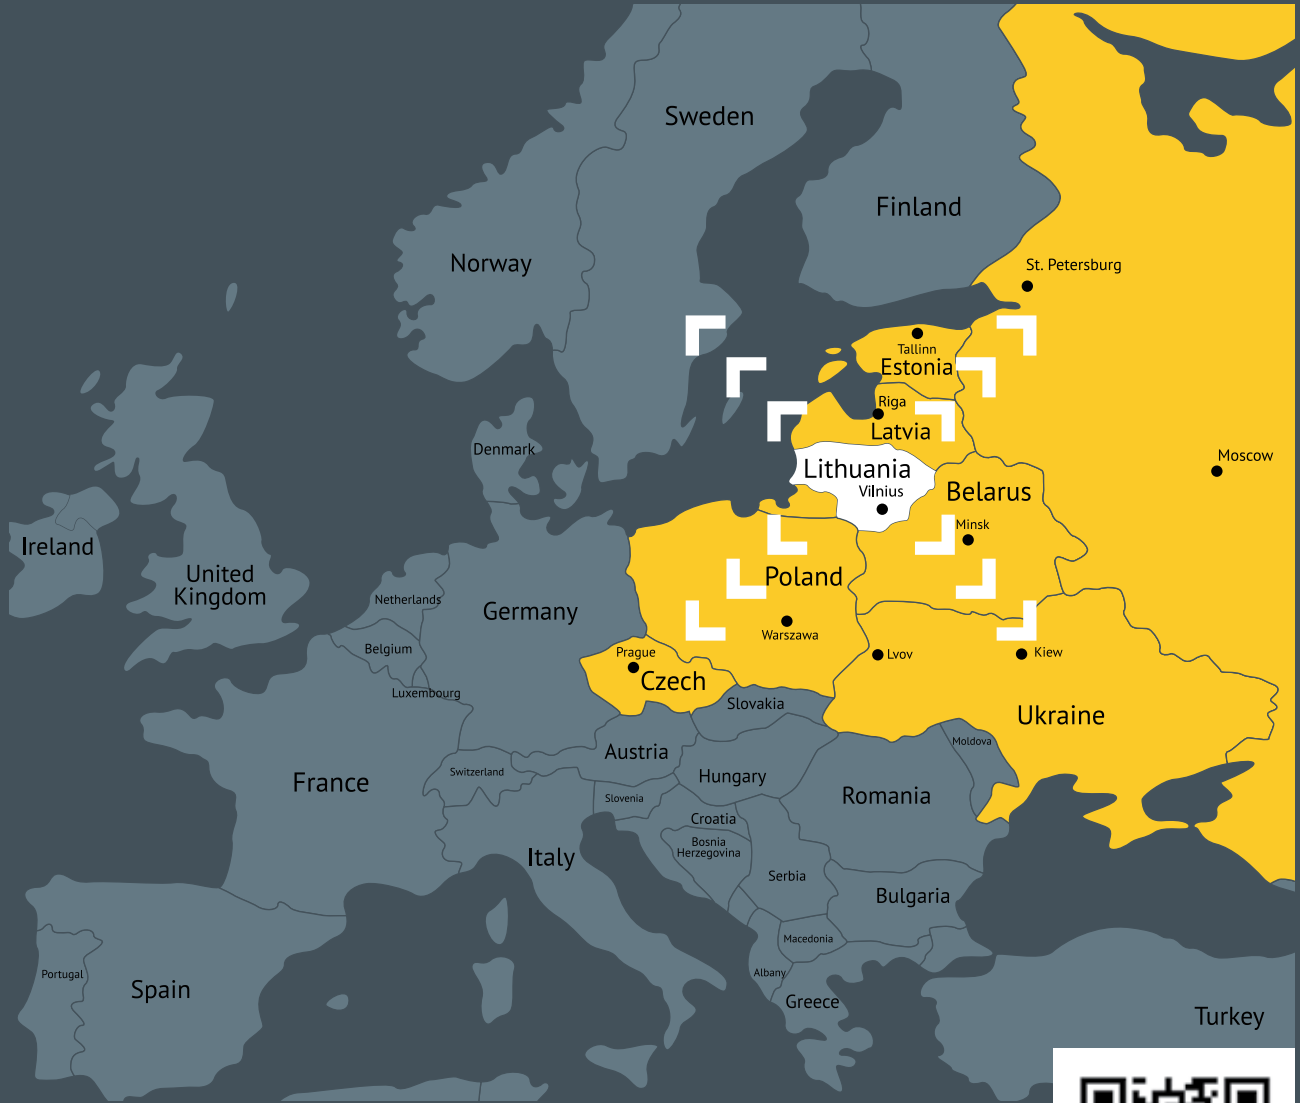 Sweden
Finland
Norway
St. Petersburg
Tallinn
Estonia
Riga
Latvia
Denmark
Moscow
Lithuania
Vilnius
Belarus
Minsk
Ireland
United
Kingdom
Poland
Netherlands
Germany
Warszawa
Belgium
Prague
Lvov
Kiew
Czech
Luxembourg
Slovakia
Ukraine
Moldova
Austria
Switzerland
Hungary
France
Slovenia
Romania
Croatia
Bosnia
Herzegovina
Italy
Serbia
Bulgaria
Macedonia
Portugal
Albany
Spain
Greece
Turkey